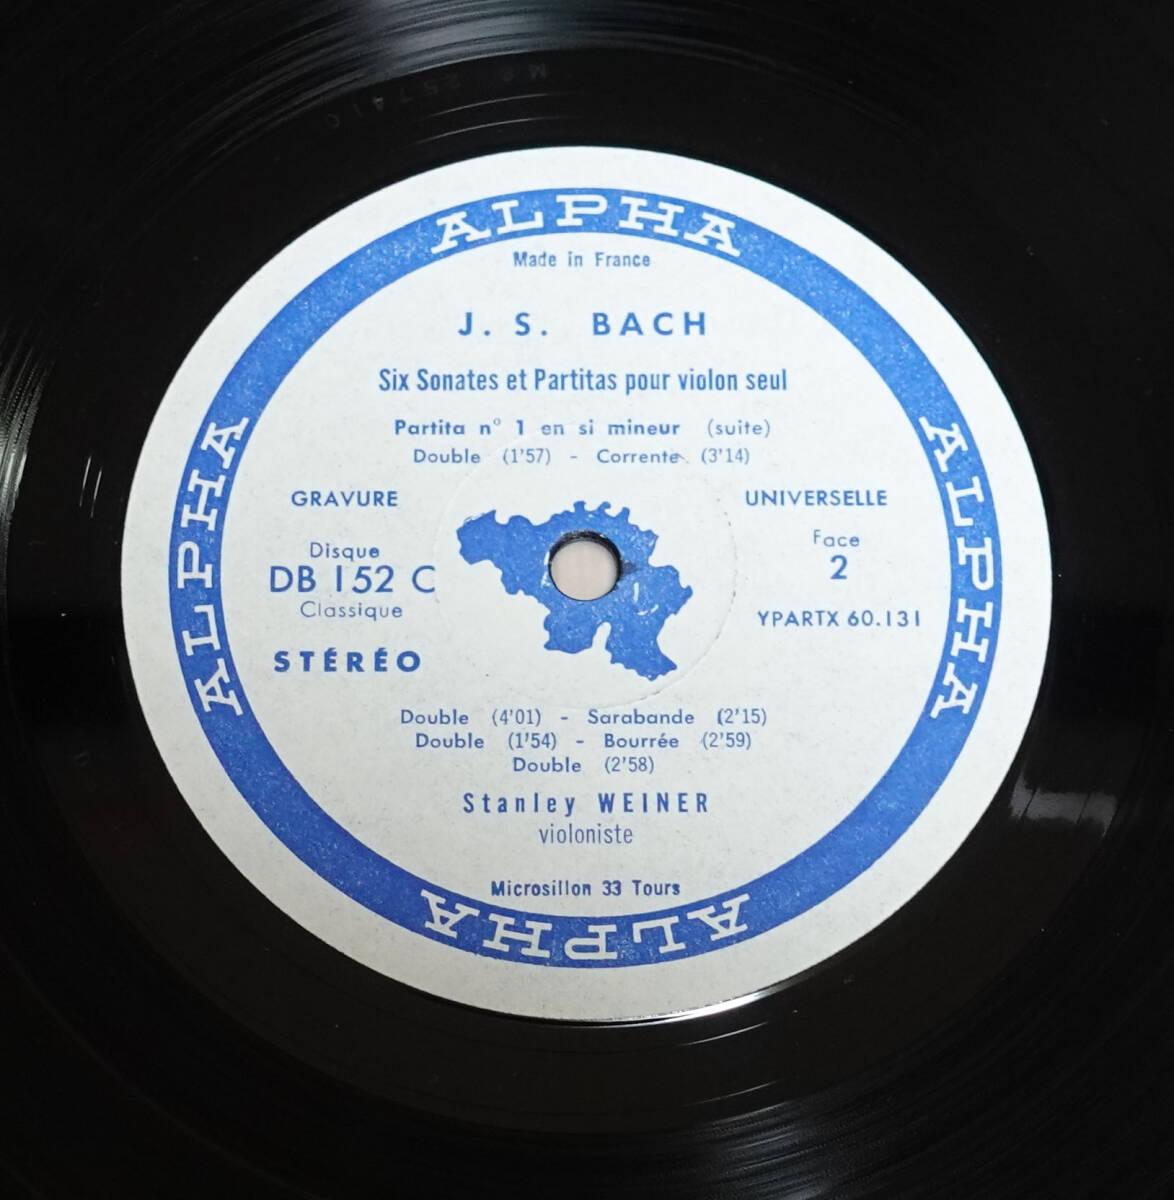 ALPHA
Made in France
J. S. BACH
Six Sonates et Partitas pour violon seul
Partita n° 1 en si mineur (suite)
Double (1'57) - Corrente (3'14)
GRAVURE UNIVERSELLE
Disque
DB 152 C
Classique
STÉRÉO
Face
2
YPARTX 60.131
Double (4'01) - Sarabande (2'15)
Double (1'54) - Bourrée (2'59)
Double (2'58)
Stanley WEINER
violoniste
Microsillon 33 Tours
ALPHA
ALPHA
ALPHA